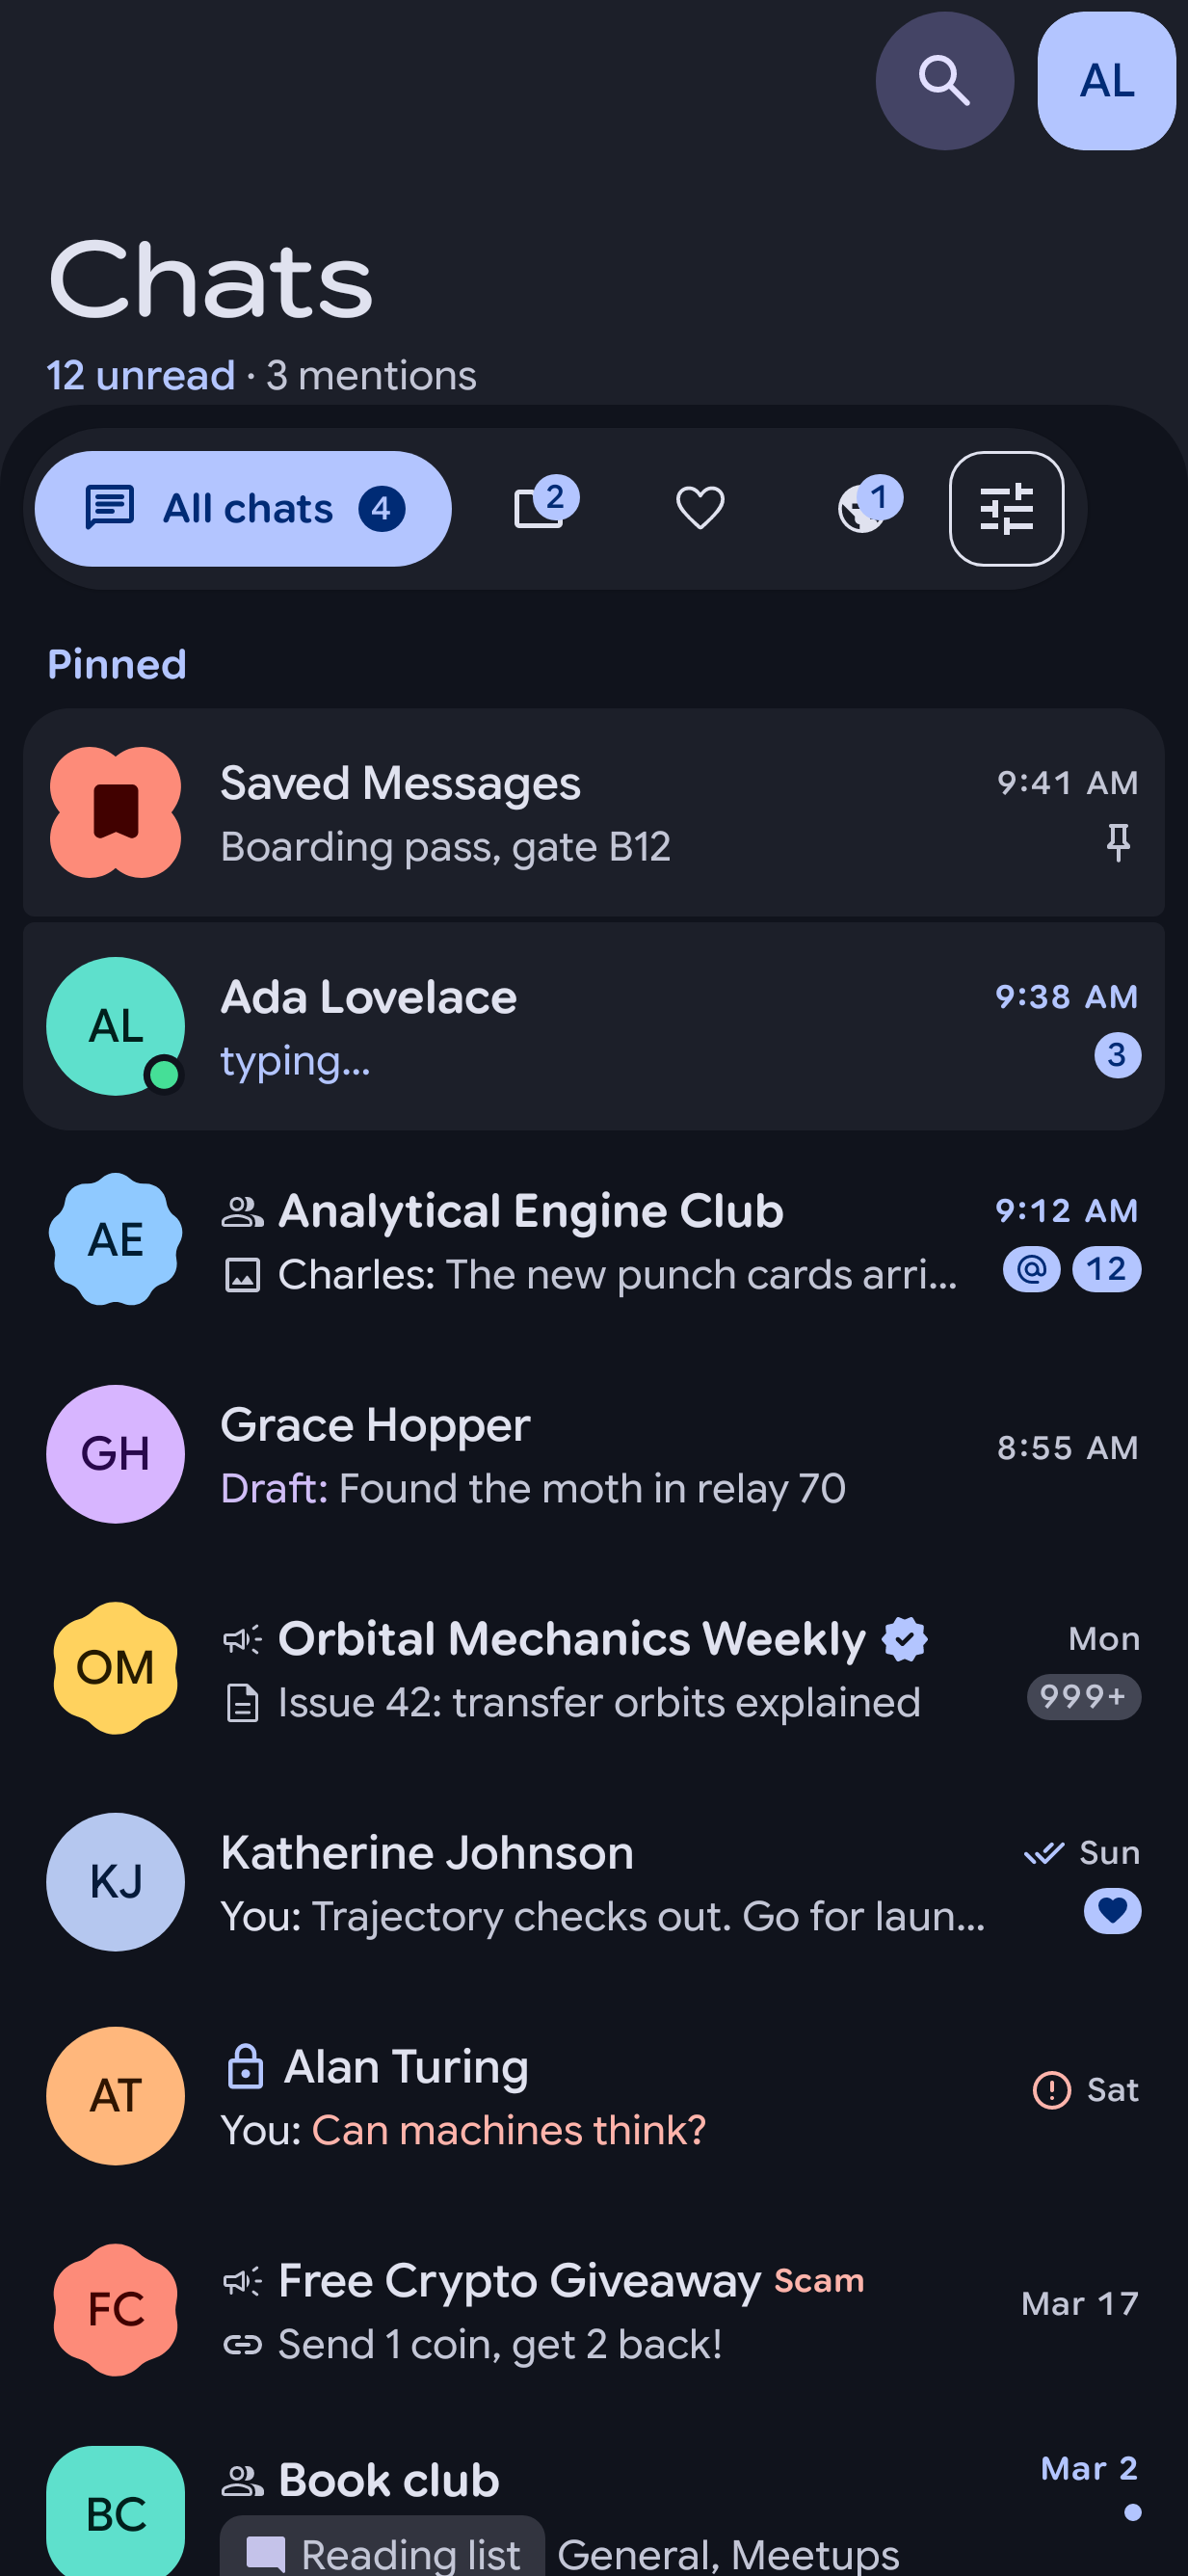 AL
Chats
12 unread · 3 mentions
All chats 4
2
1
Pinned
Saved Messages
9:41 AM
Boarding pass, gate B12
AL
Ada Lovelace
9:38 AM
typing...
3
AE
Analytical Engine Club
9:12 AM
Charles: The new punch cards arri...
@ 12
GH
Grace Hopper
8:55 AM
Draft: Found the moth in relay 70
OM
Orbital Mechanics Weekly
Mon
Issue 42: transfer orbits explained
999+
KJ
Katherine Johnson
Sun
You: Trajectory checks out. Go for laun...
AT
Alan Turing
Sat
You: Can machines think?
FC
Free Crypto Giveaway Scam
Mar 17
Send 1 coin, get 2 back!
BC
Book club
Mar 2
Reading list General, Meetups